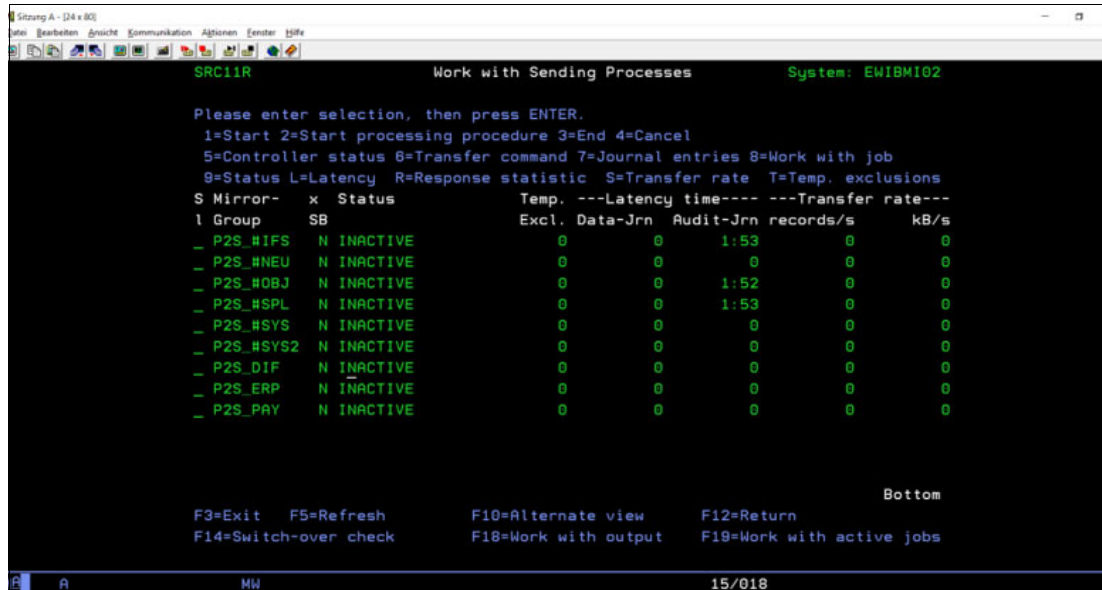 Sitzung A - [24 x 80]
Datei Bearbeiten Ansicht Kommunikation Aktionen Fenster Hilfe
SRC11R Work with Sending Processes System: EWIBMI02
Please enter selection, then press ENTER.
1=Start 2=Start processing procedure 3=End 4=Cancel
5=Controller status 6=Transfer command 7=Journal entries 8=Work with job
9=Status L=Latency R=Response statistic S=Transfer rate T=Temp. exclusions
S Mirror- x Status Temp. ---Latency time---- ---Transfer rate---
l Group SB Excl. Data-Jrn Audit-Jrn records/s kB/s
_ P2S_#IFS N INACTIVE 0 0 1:53 0 0
_ P2S_#NEU N INACTIVE 0 0 0 0 0
_ P2S_#OBJ N INACTIVE 0 0 1:52 0 0
_ P2S_#SPL N INACTIVE 0 0 1:53 0 0
_ P2S_#SYS N INACTIVE 0 0 0 0 0
_ P2S_#SYS2 N INACTIVE 0 0 0 0 0
_ P2S_DIF N INACTIVE 0 0 0 0 0
_ P2S_ERP N INACTIVE 0 0 0 0 0
_ P2S_PAY N INACTIVE 0 0 0 0 0
Bottom
F3=Exit F5=Refresh F10=Alternate view F12=Return
F14=Switch-over check F18=Work with output F19=Work with active jobs
A A MW 15/018